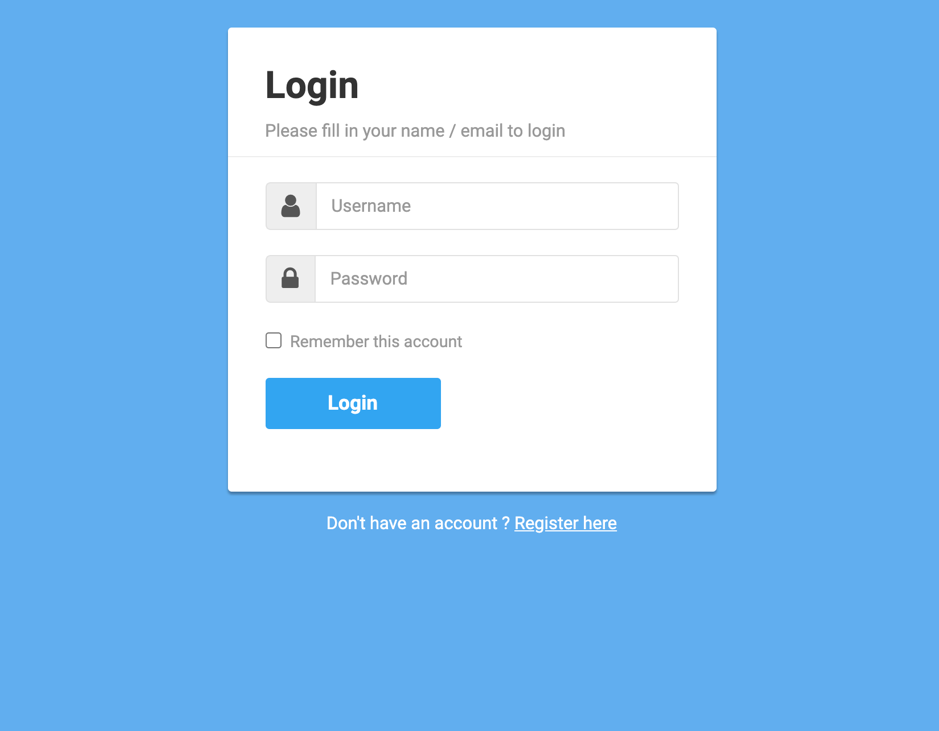 Login
Please fill in your name / email to login
Username
Password
Remember this account
Login
Don't have an account ? Register here